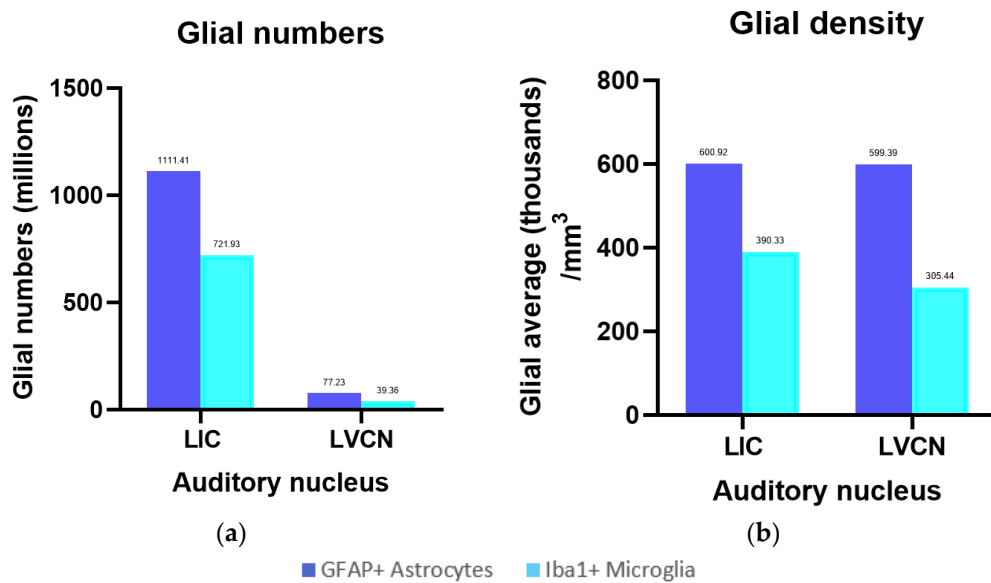 Glial numbers
Glial numbers (millions)
1500
1000
500
0
1111.41
721.93
77.23
39.36
LIC
LVCN
Auditory nucleus
(a)
Glial density
Glial average (thousands
/mm³
800
600
400
200
0
600.92
390.33
599.39
305.44
LIC
LVCN
Auditory nucleus
(b)
GFAP+ Astrocytes
Iba1+ Microglia